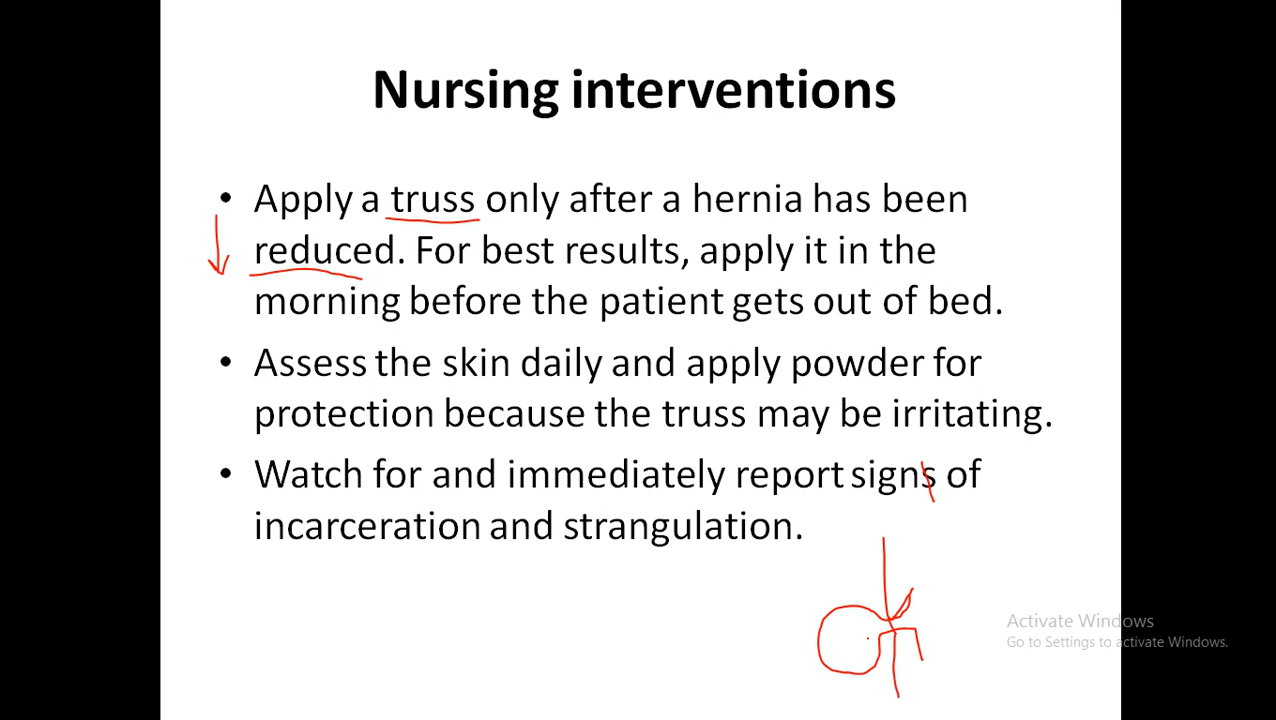 Nursing interventions
• Apply a truss only after a hernia has been
reduced. For best results, apply it in the
morning before the patient gets out of bed.
• Assess the skin daily and apply powder for
protection because the truss may be irritating.
• Watch for and immediately report signs of
incarceration and strangulation.
Activate Windows
Go to Settings to activate Windows.